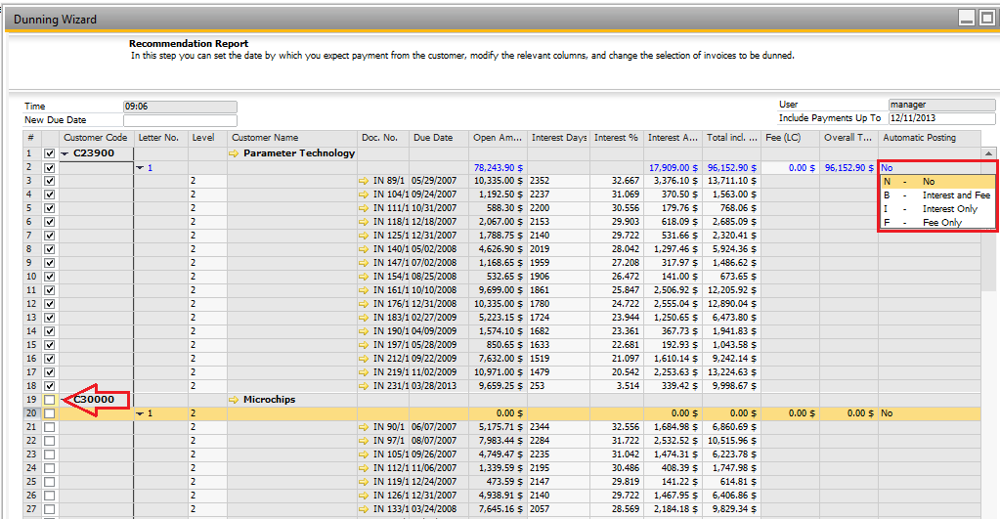 Dunning Wizard
Recommendation Report
In this step you can set the date by which you expect payment from the customer, modify the relevant columns, and change the selection of invoices to be dunned.
Time 09:06 User manager
New Due Date Include Payments Up To 12/11/2013
# Customer Code Letter No. Level Customer Name Doc. No. Due Date Open Am... Interest Days Interest % Interest A... Total incl. ... Fee (LC) Overall T... Automatic Posting
1 C23900 Parameter Technology
2 1 78,243.90 $ 17,909.00 $ 96,152.90 $ 0.00 $ 96,152.90 $ No
3 2 IN 89/1 05/29/2007 10,335.00 $ 2352 32.667 3,376.10 $ 13,711.10 $ N - No
4 2 IN 104/1 09/24/2007 1,192.50 $ 2237 31.069 370.50 $ 1,563.00 $ B - Interest and Fee
5 2 IN 111/1 10/31/2007 588.30 $ 2200 30.556 179.76 $ 768.06 $ I - Interest Only
6 2 IN 118/1 12/18/2007 2,067.00 $ 2153 29.903 618.09 $ 2,685.09 $ F - Fee Only
7 2 IN 125/1 12/31/2007 1,788.75 $ 2140 29.722 531.66 $ 2,320.41 $
8 2 IN 140/1 05/02/2008 4,626.90 $ 2019 28.042 1,297.46 $ 5,924.36 $
9 2 IN 147/1 07/02/2008 1,168.65 $ 1959 27.208 317.97 $ 1,486.62 $
10 2 IN 154/1 08/25/2008 532.65 $ 1906 26.472 141.00 $ 673.65 $
11 2 IN 161/1 10/10/2008 9,699.00 $ 1861 25.847 2,506.92 $ 12,205.92 $
12 2 IN 176/1 12/31/2008 10,335.00 $ 1780 24.722 2,555.04 $ 12,890.04 $
13 2 IN 183/1 02/27/2009 5,223.15 $ 1724 23.944 1,250.65 $ 6,473.80 $
14 2 IN 190/1 04/09/2009 1,574.10 $ 1682 23.361 367.73 $ 1,941.83 $
15 2 IN 197/1 05/28/2009 850.65 $ 1633 22.681 192.93 $ 1,043.58 $
16 2 IN 212/1 09/22/2009 7,632.00 $ 1519 21.097 1,610.14 $ 9,242.14 $
17 2 IN 219/1 11/02/2009 10,971.00 $ 1479 20.542 2,253.63 $ 13,224.63 $
18 2 IN 231/1 03/28/2013 9,659.25 $ 253 3.514 339.42 $ 9,998.67 $
19 C30000 Microchips
20 1 2 0.00 $ 0.00 $ 0.00 $ 0.00 $ No
21 2 IN 90/1 06/07/2007 5,175.71 $ 2344 32.556 1,684.98 $ 6,860.69 $
22 2 IN 97/1 08/07/2007 7,983.44 $ 2284 31.722 2,532.52 $ 10,515.96 $
23 2 IN 105/1 09/26/2007 4,749.47 $ 2235 31.042 1,474.31 $ 6,223.78 $
24 2 IN 112/1 11/06/2007 1,339.59 $ 2195 30.486 408.39 $ 1,747.98 $
25 2 IN 119/1 12/24/2007 473.59 $ 2147 29.819 141.22 $ 614.81 $
26 2 IN 126/1 12/31/2007 4,938.91 $ 2140 29.722 1,467.95 $ 6,406.86 $
27 2 IN 133/1 03/24/2008 7,645.16 $ 2057 28.569 2,184.18 $ 9,829.34 $